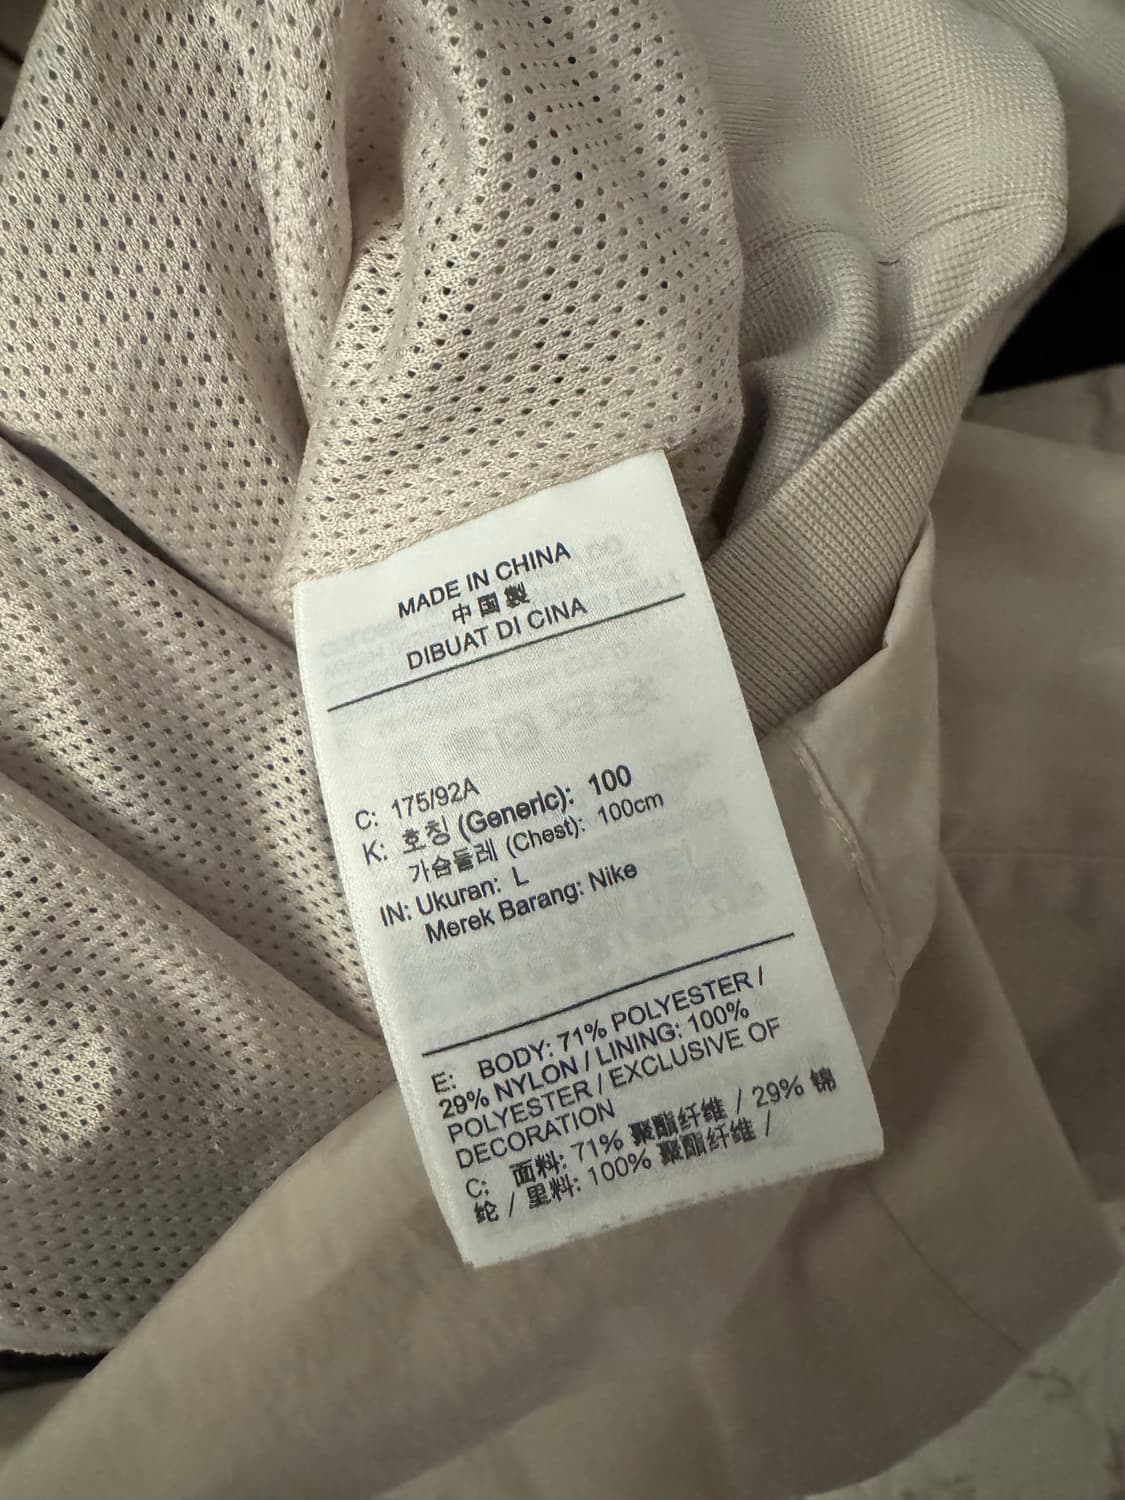 MADE IN CHINA
中国製
DIBUAT DI CINA
C: 175/92A
K: 호칭 (Generic): 100
가슴둘레 (Chest): 100cm
IN: Ukuran: L
Merek Barang: Nike
E: BODY: 71% POLYESTER /
29% NYLON / LINING: 100%
POLYESTER / EXCLUSIVE OF
DECORATION
C: 面料: 71% 聚酯纤维 / 29% 锦
纶 / 里料: 100% 聚酯纤维 /